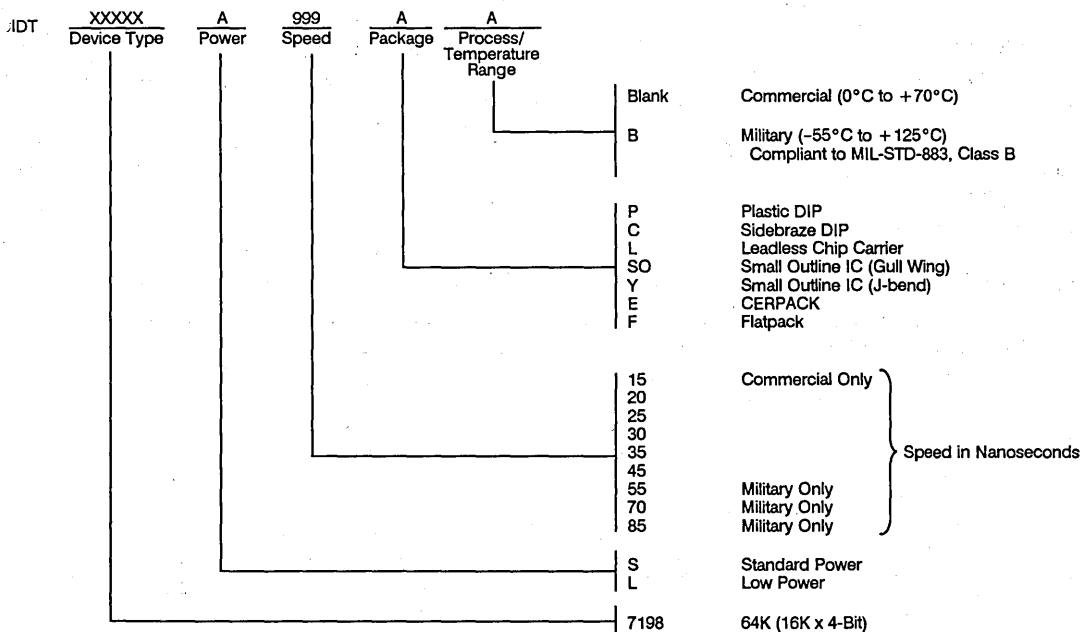 IDT XXXXX A 999 A A
Device Type Power Speed Package Process/
Temperature
Range
Blank Commercial (0°C to +70°C)
B Military (–55°C to +125°C)
Compliant to MIL-STD-883, Class B
P Plastic DIP
C Sidebraze DIP
L Leadless Chip Carrier
SO Small Outline IC (Gull Wing)
Y Small Outline IC (J-bend)
E CERPACK
F Flatpack
15 Commercial Only
20
25
30
35 Speed in Nanoseconds
45
55 Military Only
70 Military Only
85 Military Only
S Standard Power
L Low Power
7198 64K (16K x 4-Bit)